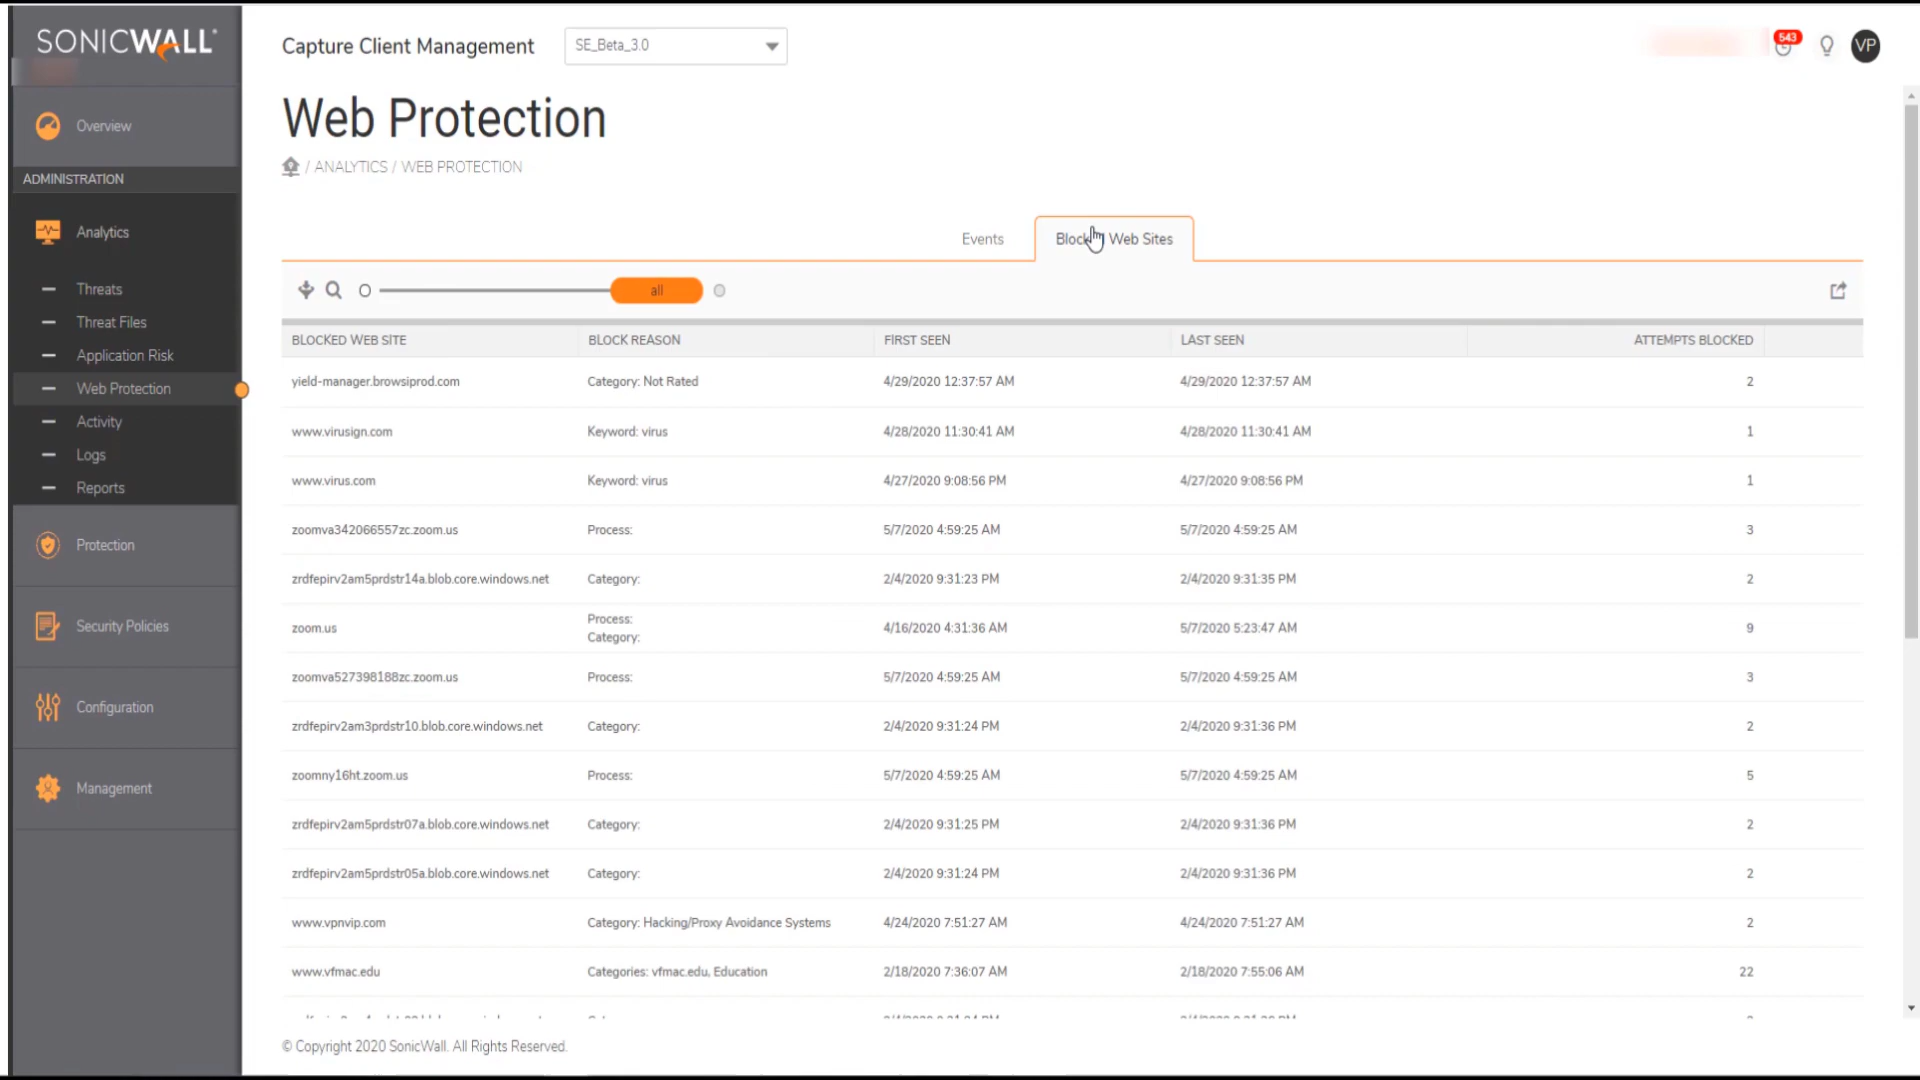 SONICWALL
Capture Client Management
SE_Beta_3.0
543
VP
Web Protection
/ ANALYTICS / WEB PROTECTION
Overview
ADMINISTRATION
Analytics
Threats
Threat Files
Application Risk
Web Protection
Activity
Logs
Reports
Protection
Security Policies
Configuration
Management
Events
Web Sites
all
BLOCKED WEB SITE BLOCK REASON FIRST SEEN LAST SEEN ATTEMPTS BLOCKED
yield-manager.browsiprod.com Category: Not Rated 4/29/2020 12:37:57 AM 4/29/2020 12:37:57 AM 2
www.virusign.com Keyword: virus 4/28/2020 11:30:41 AM 4/28/2020 11:30:41 AM 1
www.virus.com Keyword: virus 4/27/2020 9:08:56 PM 4/27/2020 9:08:56 PM 1
zoomva342066557zc.zoom.us Process: 5/7/2020 4:59:25 AM 5/7/2020 4:59:25 AM 3
zrdfepirv2am5prdstr14a.blob.core.windows.net Category: 2/4/2020 9:31:23 PM 2/4/2020 9:31:35 PM 2
zoom.us Process: 4/16/2020 4:31:36 AM 5/7/2020 5:23:47 AM 9
Category:
zoomva527398188zc.zoom.us Process: 5/7/2020 4:59:25 AM 5/7/2020 4:59:25 AM 3
zrdfepirv2am3prdstr10.blob.core.windows.net Category: 2/4/2020 9:31:24 PM 2/4/2020 9:31:36 PM 2
zoomny16ht.zoom.us Process: 5/7/2020 4:59:25 AM 5/7/2020 4:59:25 AM 5
zrdfepirv2am5prdstr07a.blob.core.windows.net Category: 2/4/2020 9:31:25 PM 2/4/2020 9:31:36 PM 2
zrdfepirv2am5prdstr05a.blob.core.windows.net Category: 2/4/2020 9:31:24 PM 2/4/2020 9:31:36 PM 2
www.vpnvip.com Category: Hacking/Proxy Avoidance Systems 4/24/2020 7:51:27 AM 4/24/2020 7:51:27 AM 2
www.vfmac.edu Categories: vfmac.edu, Education 2/18/2020 7:36:07 AM 2/18/2020 7:55:06 AM 22
© Copyright 2020 SonicWall. All Rights Reserved.